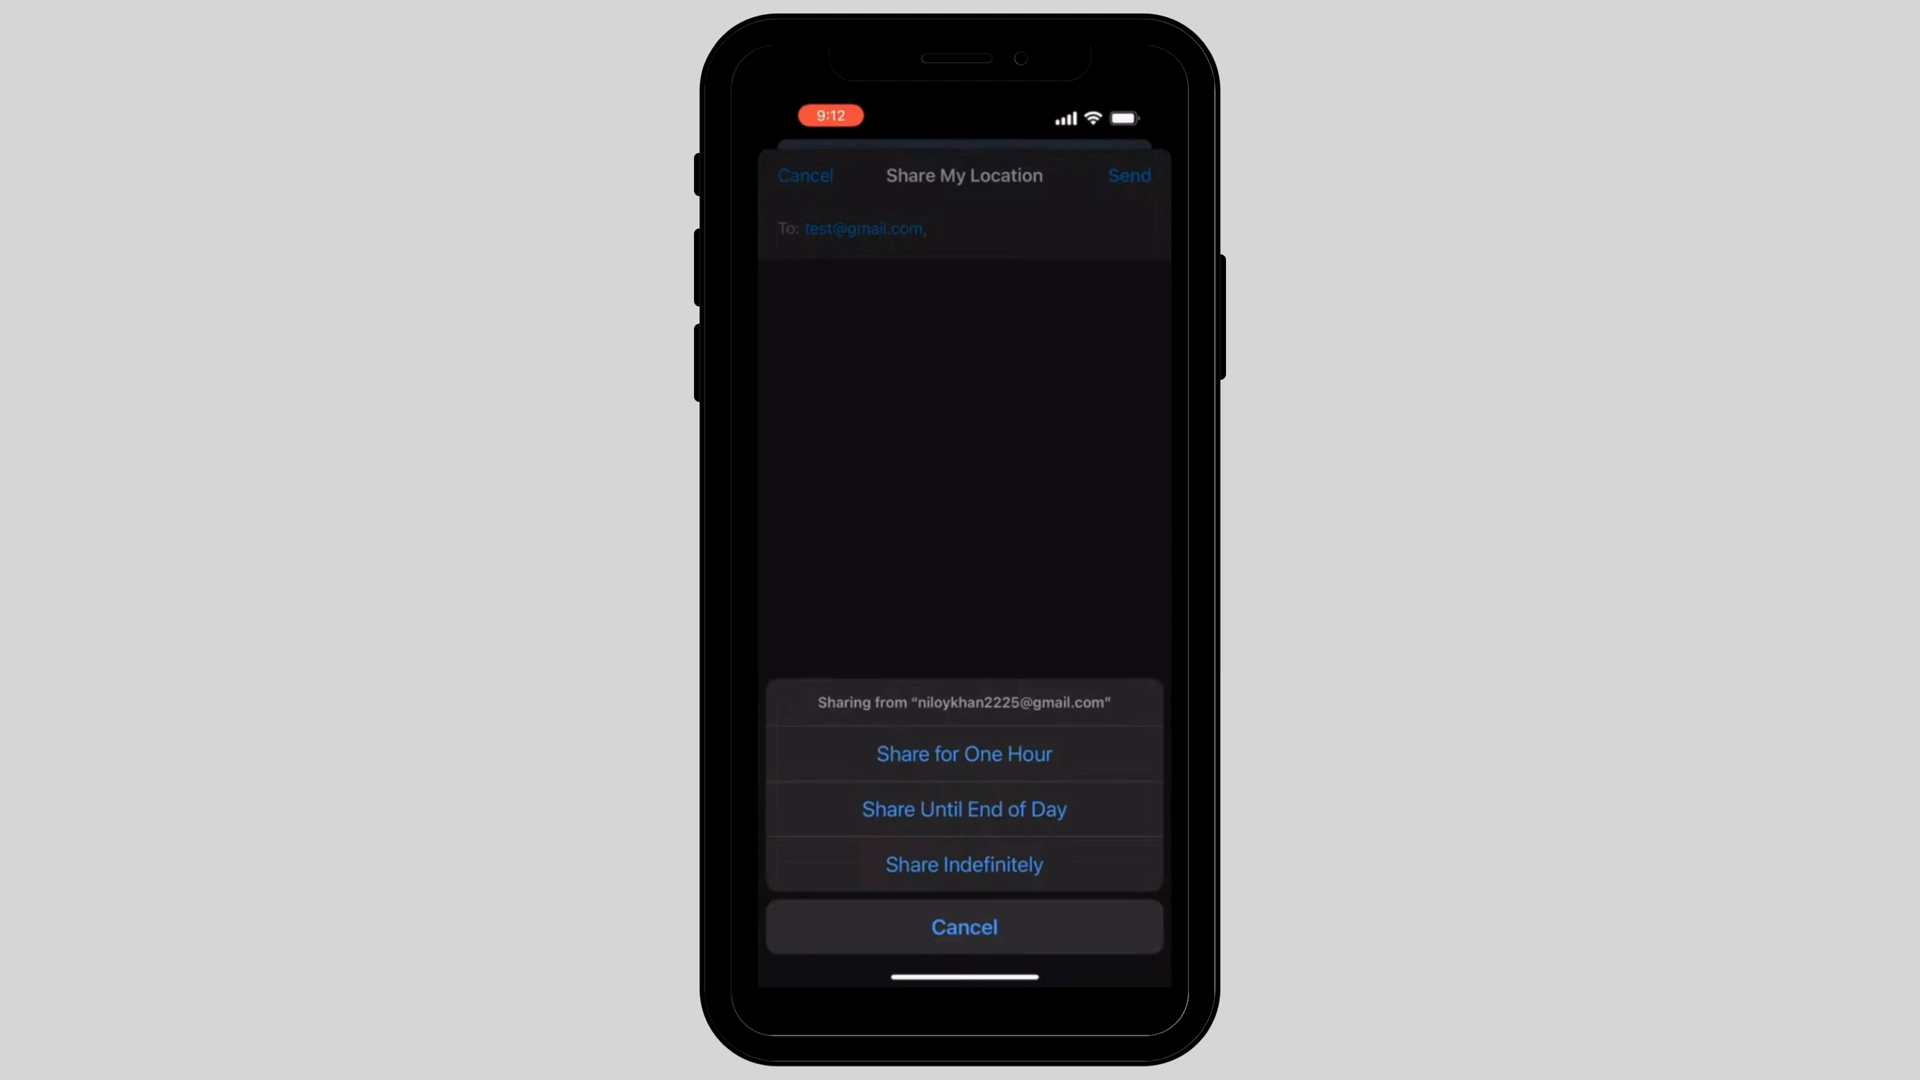 9:12
Cancel Share My Location Send
To: test@gmail.com,
Sharing from “niloykhan2225@gmail.com”
Share for One Hour
Share Until End of Day
Share Indefinitely
Cancel